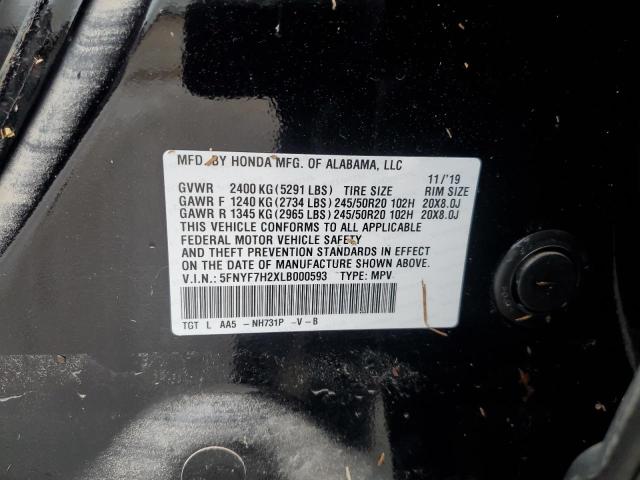 MFD. BY HONDA MFG. OF ALABAMA, LLC
11/'19
GVWR 2400 KG (5291 LBS) TIRE SIZE RIM SIZE
GAWR F 1240 KG (2734 LBS) 245/50R20 102H 20X8.0J
GAWR R 1345 KG (2965 LBS) 245/50R20 102H 20X8.0J
THIS VEHICLE CONFORMS TO ALL APPLICABLE
FEDERAL MOTOR VEHICLE SAFETY
AND THEFT PREVENTION STANDARDS IN EFFECT
ON THE DATE OF MANUFACTURE SHOWN ABOVE.
V.I.N.: 5FNYF7H2XLB000593 TYPE: MPV
TGT L AA5 - NH731P -V-B